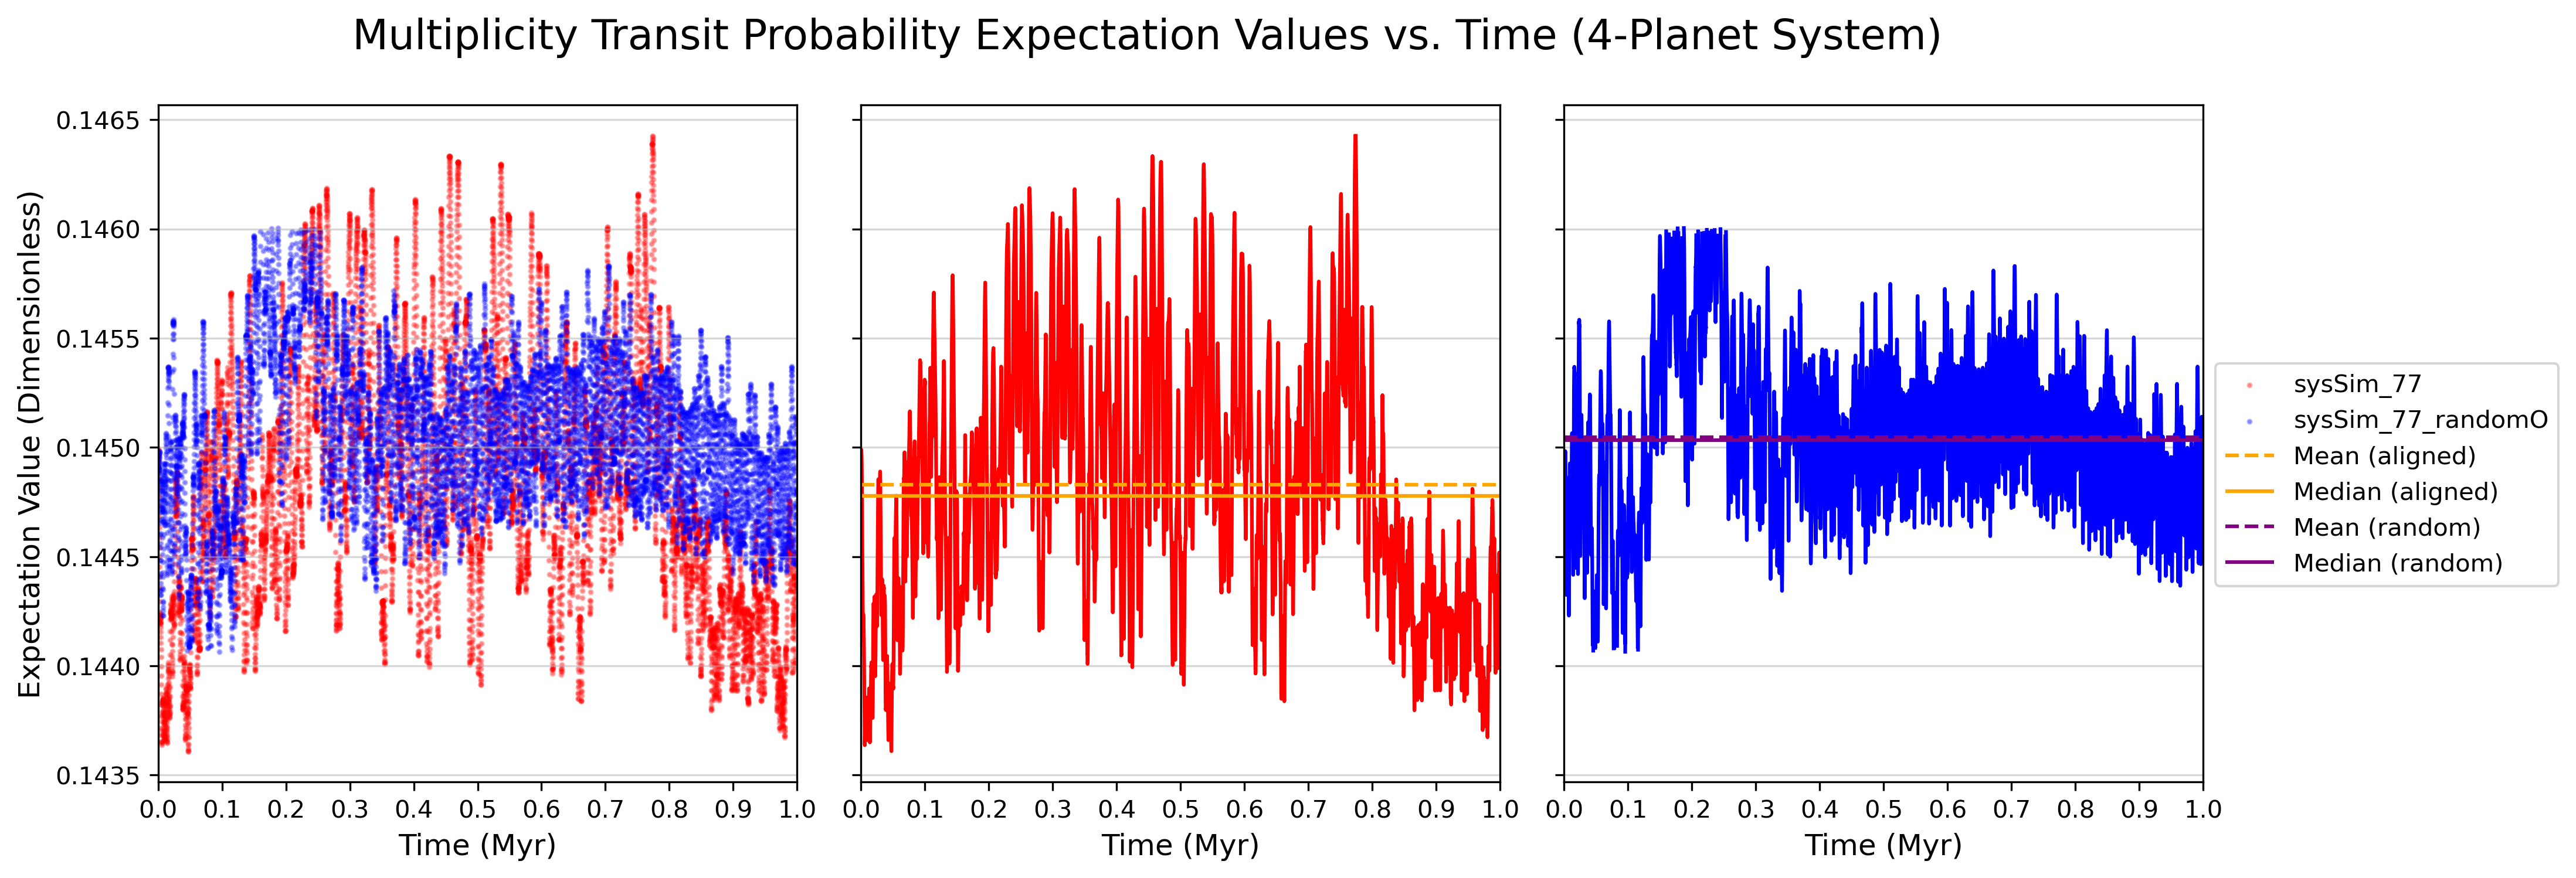 Multiplicity Transit Probability Expectation Values vs. Time (4-Planet System)
Expectation Value (Dimensionless)
0.1465
0.1460
0.1455
0.1450
0.1445
0.1440
0.1435
0.0 0.1 0.2 0.3 0.4 0.5 0.6 0.7 0.8 0.9 1.0
Time (Myr)
0.0 0.1 0.2 0.3 0.4 0.5 0.6 0.7 0.8 0.9 1.0
Time (Myr)
0.0 0.1 0.2 0.3 0.4 0.5 0.6 0.7 0.8 0.9 1.0
Time (Myr)
sysSim_77
sysSim_77_randomO
Mean (aligned)
Median (aligned)
Mean (random)
Median (random)